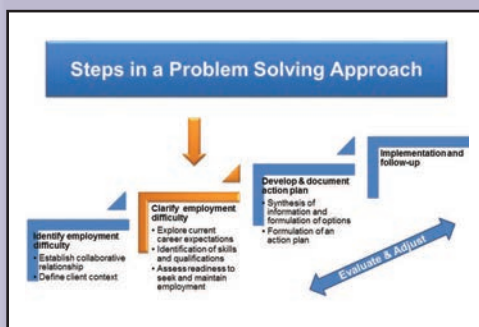 Steps in a Problem Solving Approach
Identify employment
difficulty
• Establish collaborative
relationship
• Define client context
Clarify employment
difficulty
• Explore current
career expectations
• Identification of skills
and qualifications
• Assess readiness to
seek and maintain
employment
Develop & document
action plan
• Synthesis of
information and
formulation of options
• Formulation of an
action plan
Implementation and
follow-up
Evaluate & Adjust